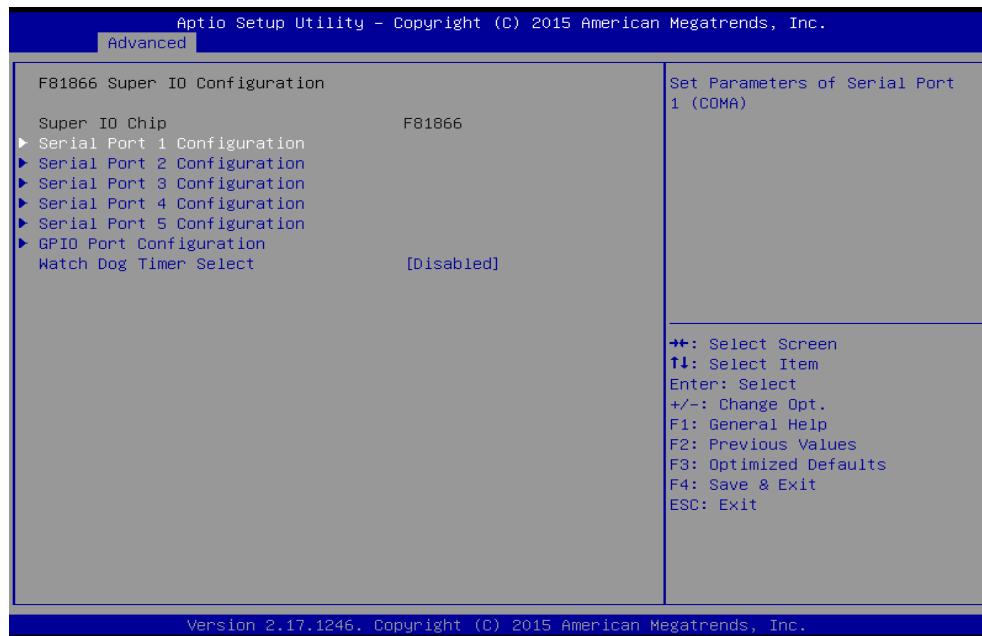 Aptio Setup Utility – Copyright (C) 2015 American Megatrends, Inc.
Advanced
F81866 Super IO Configuration
Super IO Chip F81866
▶ Serial Port 1 Configuration
▶ Serial Port 2 Configuration
▶ Serial Port 3 Configuration
▶ Serial Port 4 Configuration
▶ Serial Port 5 Configuration
▶ GPIO Port Configuration
Watch Dog Timer Select [Disabled]
Set Parameters of Serial Port
1 (COMA)
→←: Select Screen
↑↓: Select Item
Enter: Select
+/-: Change Opt.
F1: General Help
F2: Previous Values
F3: Optimized Defaults
F4: Save & Exit
ESC: Exit
Version 2.17.1246. Copyright (C) 2015 American Megatrends, Inc.